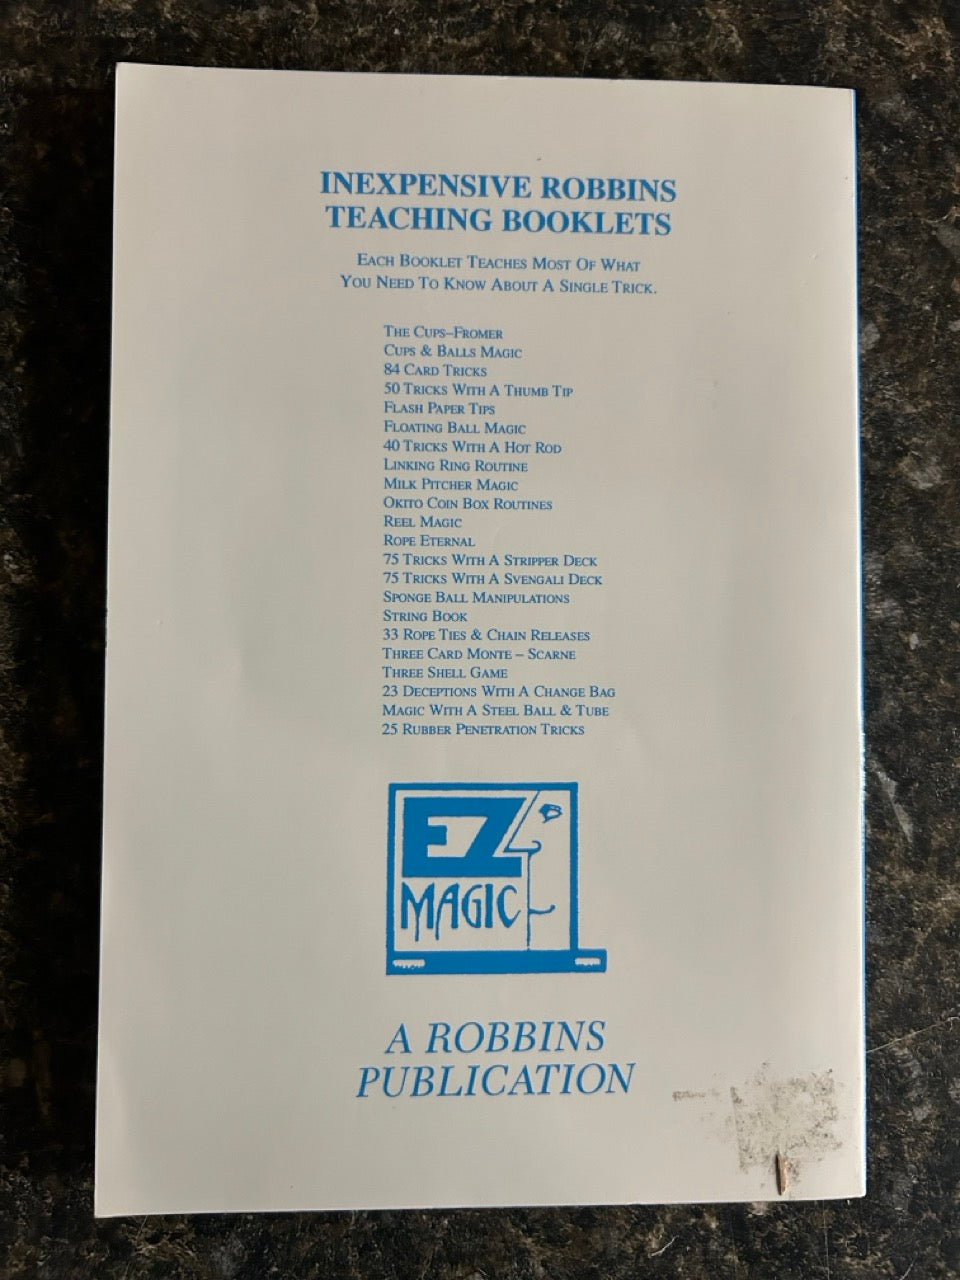 INEXPENSIVE ROBBINS
TEACHING BOOKLETS
EACH BOOKLET TEACHES MOST OF WHAT
YOU NEED TO KNOW ABOUT A SINGLE TRICK.
THE CUPS–FROMER
CUPS & BALLS MAGIC
84 CARD TRICKS
50 TRICKS WITH A THUMB TIP
FLASH PAPER TIPS
FLOATING BALL MAGIC
40 TRICKS WITH A HOT ROD
LINKING RING ROUTINE
MILK PITCHER MAGIC
OKITO COIN BOX ROUTINES
REEL MAGIC
ROPE ETERNAL
75 TRICKS WITH A STRIPPER DECK
75 TRICKS WITH A SVENGALI DECK
SPONGE BALL MANIPULATIONS
STRING BOOK
33 ROPE TIES & CHAIN RELEASES
THREE CARD MONTE – SCARNE
THREE SHELL GAME
23 DECEPTIONS WITH A CHANGE BAG
MAGIC WITH A STEEL BALL & TUBE
25 RUBBER PENETRATION TRICKS
EZ
MAGIC
A ROBBINS
PUBLICATION